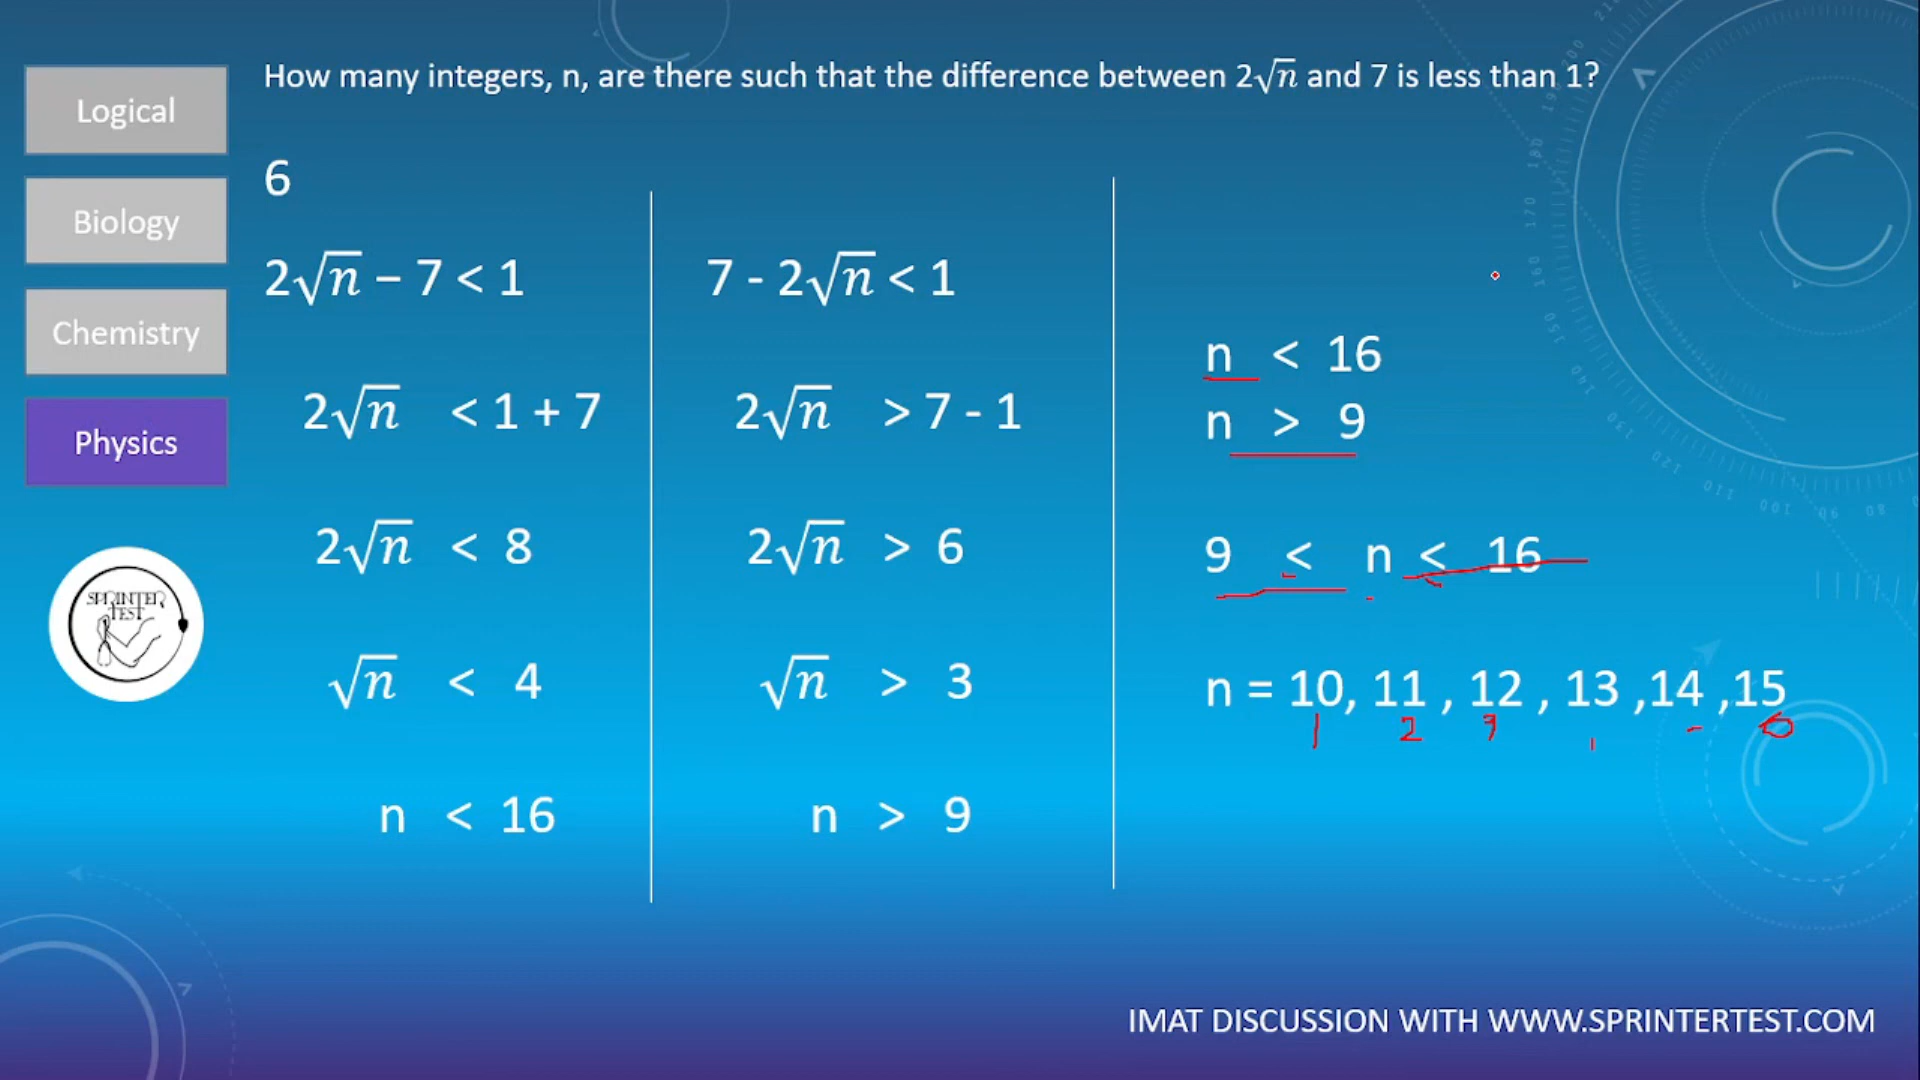 How many integers, n, are there such that the difference between 2√n and 7 is less than 1?
Logical
Biology
Chemistry
Physics
SPRINTER
TEST
6
2√n − 7 < 1
2√n < 1 + 7
2√n < 8
√n < 4
n < 16
7 - 2√n < 1
2√n > 7 - 1
2√n > 6
√n > 3
n > 9
n < 16
n > 9
9 < n < 16
n = 10, 11 , 12 , 13 ,14 ,15
1 2 3 6
IMAT DISCUSSION WITH WWW.SPRINTERTEST.COM